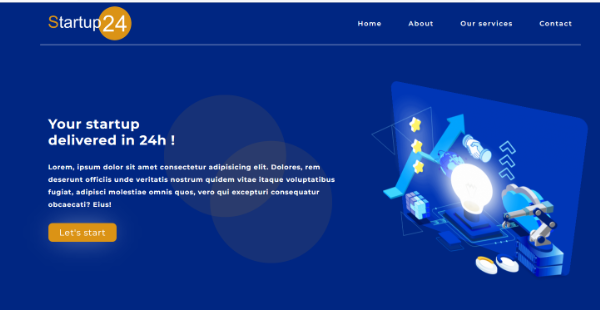 Startup24
Home About Our services Contact
Your startup
delivered in 24h !
Lorem, ipsum dolor sit amet consectetur adipisicing elit. Dolores, rem
deserunt officiis unde veritatis nostrum quidem vitae itaque voluptatibus
fugiat, adipisci molestiae omnis quos, vero qui excepturi consequatur
obcaecati? Eius!
Let's start